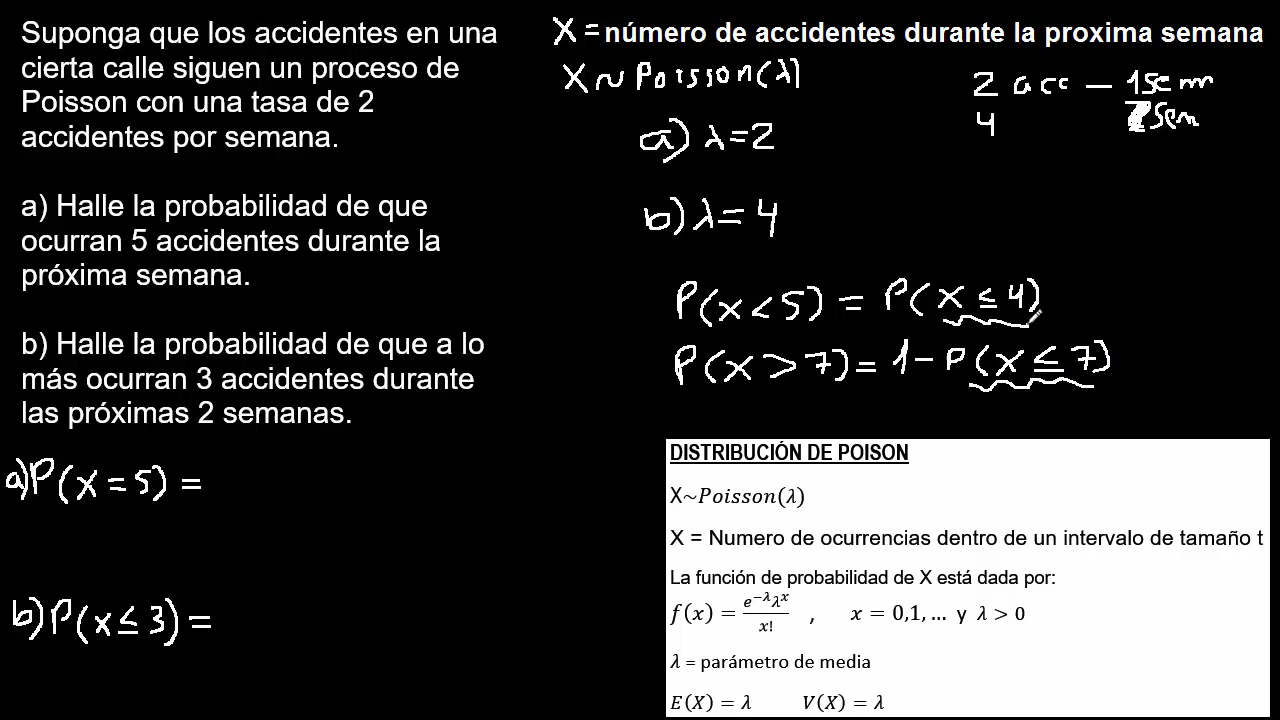 Suponga que los accidentes en una
cierta calle siguen un proceso de
Poisson con una tasa de 2
accidentes por semana.
a) Halle la probabilidad de que
ocurran 5 accidentes durante la
próxima semana.
b) Halle la probabilidad de que a lo
más ocurran 3 accidentes durante
las próximas 2 semanas.
a) P(X = 5) =
b) P(x ≤ 3) =
X = número de accidentes durante la proxima semana
X ~ Poisson(λ)
2 acc — 1 sem
4 2 sem
a) λ = 2
b) λ = 4
P(x < 5) = P(x ≤ 4)
P(x > 7) = 1 - P(x ≤ 7)
DISTRIBUCIÓN DE POISON
X~Poisson(λ)
X = Numero de ocurrencias dentro de un intervalo de tamaño t
La función de probabilidad de X está dada por:
f(x) = e^{-λ}λ^x / x! , x = 0,1, ... y λ > 0
λ = parámetro de media
E(X) = λ V(X) = λ